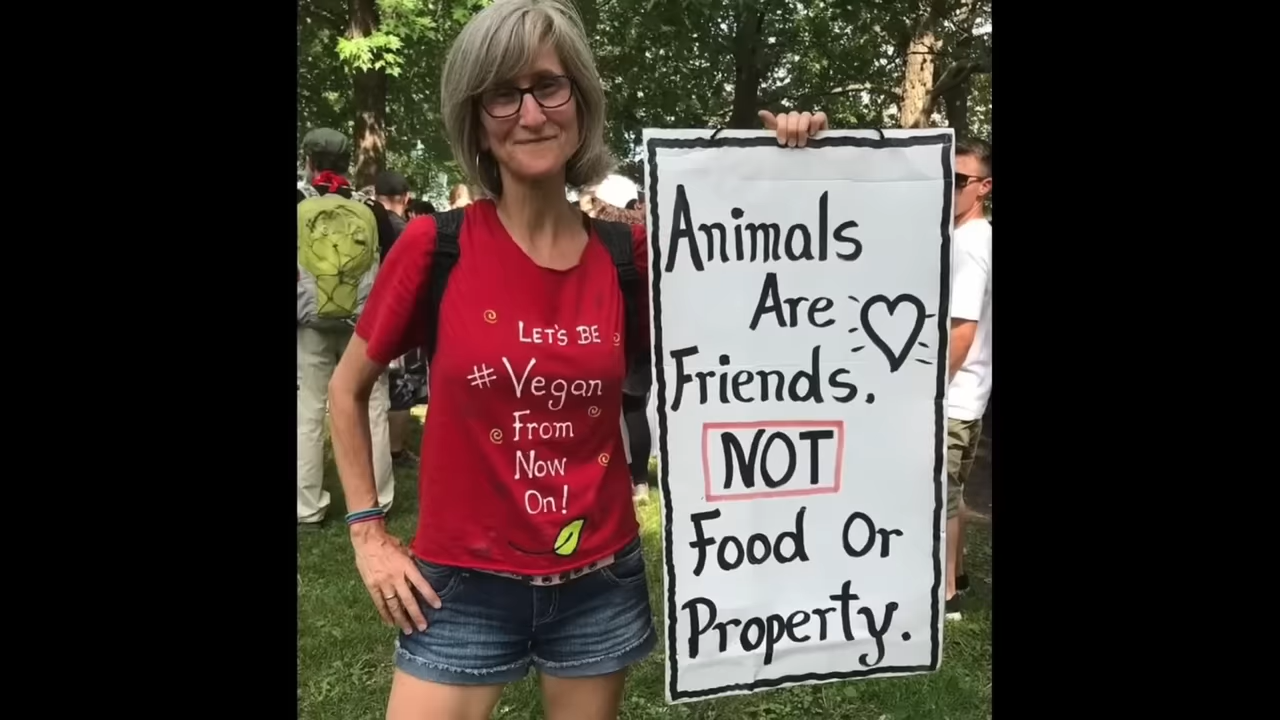 LET'S BE
#Vegan
From
Now
On!
Animals
Are
Friends.
NOT
Food Or
Property.